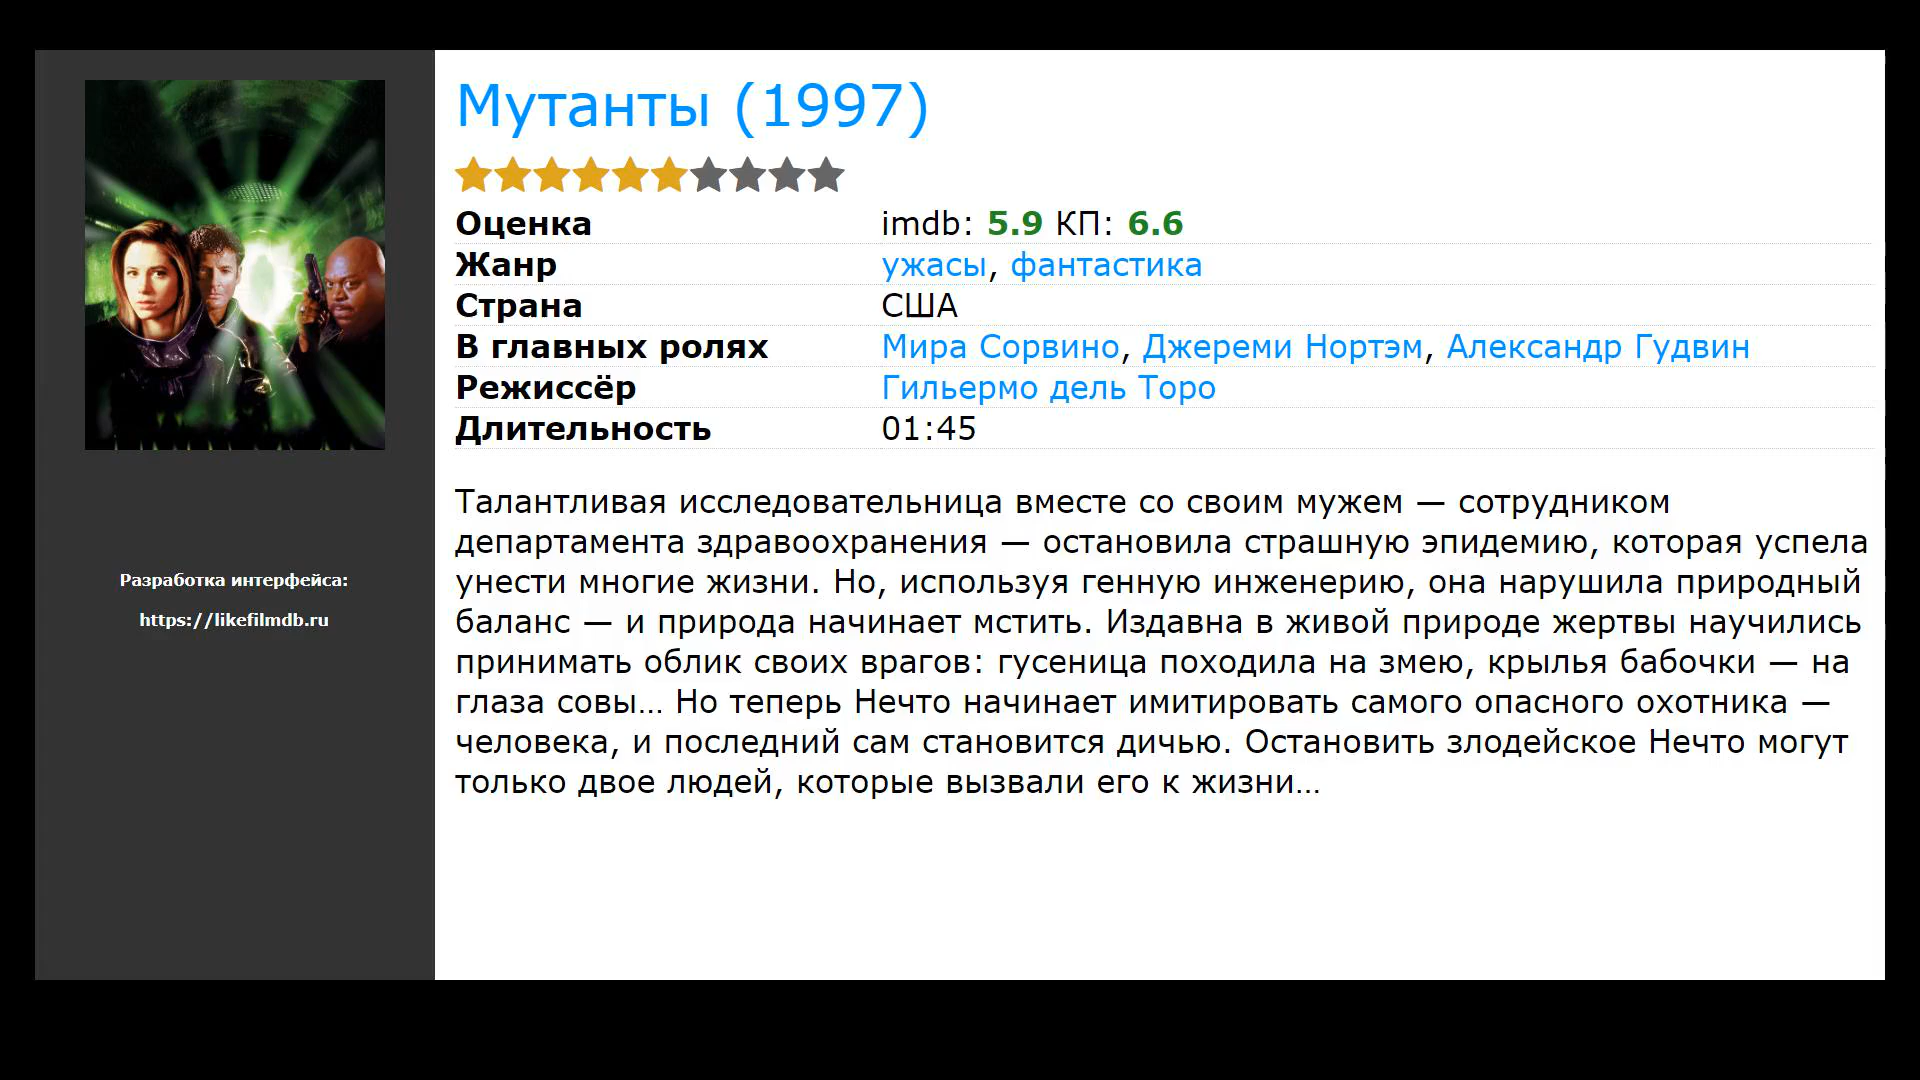 Мутанты (1997)
Оценка imdb: 5.9 КП: 6.6
Жанр ужасы, фантастика
Страна США
В главных ролях Мира Сорвино, Джереми Нортэм, Александр Гудвин
Режиссёр Гильермо дель Торо
Длительность 01:45
Талантливая исследовательница вместе со своим мужем — сотрудником
департамента здравоохранения — остановила страшную эпидемию, которая успела
унести многие жизни. Но, используя генную инженерию, она нарушила природный
баланс — и природа начинает мстить. Издавна в живой природе жертвы научились
принимать облик своих врагов: гусеница походила на змею, крылья бабочки — на
глаза совы... Но теперь Нечто начинает имитировать самого опасного охотника —
человека, и последний сам становится дичью. Остановить злодейское Нечто могут
только двое людей, которые вызвали его к жизни...
Разработка интерфейса:
https://likefilmdb.ru